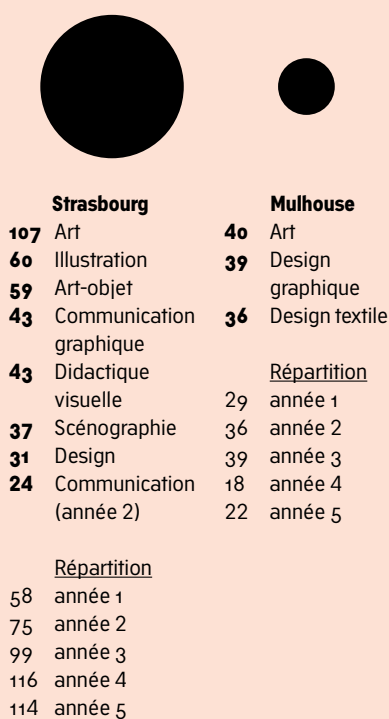 Strasbourg
107 Art
60 Illustration
59 Art-objet
43 Communication
graphique
43 Didactique
visuelle
37 Scénographie
31 Design
24 Communication
(année 2)
Répartition
58 année 1
75 année 2
99 année 3
116 année 4
114 année 5
Mulhouse
40 Art
39 Design
graphique
36 Design textile
Répartition
29 année 1
36 année 2
39 année 3
18 année 4
22 année 5